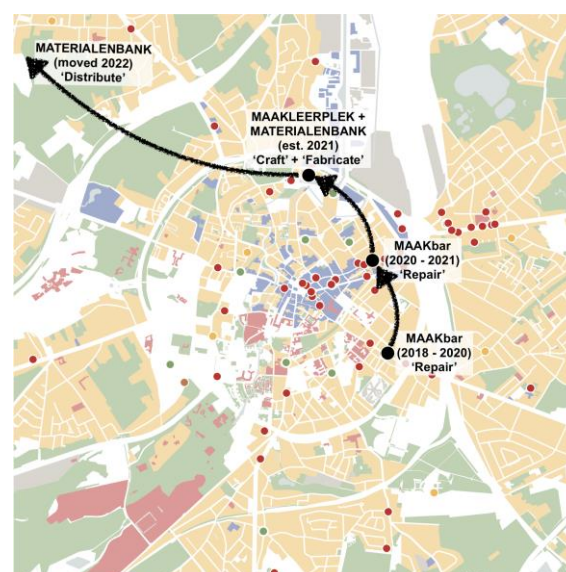 MATERIALENBANK
(moved 2022)
‘Distribute’
MAAKLEERPLEK +
MATERIALENBANK
(est. 2021)
‘Craft’ + ‘Fabricate’
MAAKbar
(2020 - 2021)
‘Repair’
MAAKbar
(2018 - 2020)
‘Repair’